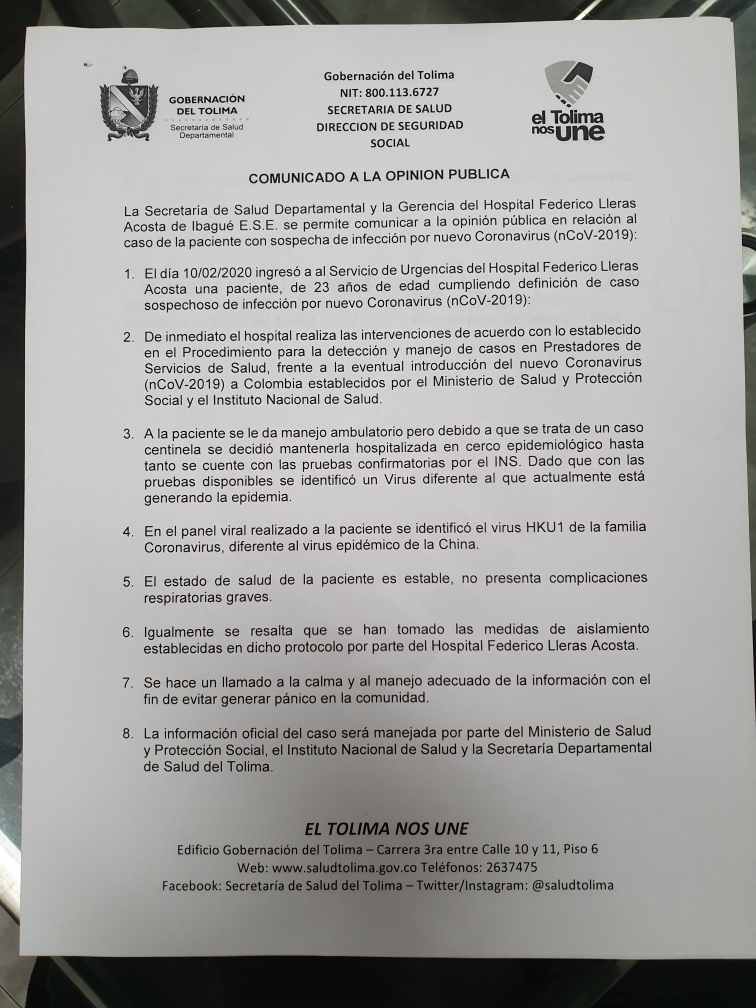 GOBERNACIÓN
DEL TOLIMA
Secretaría de Salud
Departamental
Gobernación del Tolima
NIT: 800.113.6727
SECRETARIA DE SALUD
DIRECCION DE SEGURIDAD
SOCIAL
el Tolima
nos UNE
COMUNICADO A LA OPINION PUBLICA
La Secretaría de Salud Departamental y la Gerencia del Hospital Federico Lleras
Acosta de Ibagué E.S.E. se permite comunicar a la opinión pública en relación al
caso de la paciente con sospecha de infección por nuevo Coronavirus (nCoV-2019):
1. El día 10/02/2020 ingresó a al Servicio de Urgencias del Hospital Federico Lleras
Acosta una paciente, de 23 años de edad cumpliendo definición de caso
sospechoso de infección por nuevo Coronavirus (nCoV-2019):
2. De inmediato el hospital realiza las intervenciones de acuerdo con lo establecido
en el Procedimiento para la detección y manejo de casos en Prestadores de
Servicios de Salud, frente a la eventual introducción del nuevo Coronavirus
(nCoV-2019) a Colombia establecidos por el Ministerio de Salud y Protección
Social y el Instituto Nacional de Salud.
3. A la paciente se le da manejo ambulatorio pero debido a que se trata de un caso
centinela se decidió mantenerla hospitalizada en cerco epidemiológico hasta
tanto se cuente con las pruebas confirmatorias por el INS. Dado que con las
pruebas disponibles se identificó un Virus diferente al que actualmente está
generando la epidemia.
4. En el panel viral realizado a la paciente se identificó el virus HKU1 de la familia
Coronavirus, diferente al virus epidémico de la China.
5. El estado de salud de la paciente es estable, no presenta complicaciones
respiratorias graves.
6. Igualmente se resalta que se han tomado las medidas de aislamiento
establecidas en dicho protocolo por parte del Hospital Federico Lleras Acosta.
7. Se hace un llamado a la calma y al manejo adecuado de la información con el
fin de evitar generar pánico en la comunidad.
8. La información oficial del caso será manejada por parte del Ministerio de Salud
y Protección Social, el Instituto Nacional de Salud y la Secretaría Departamental
de Salud del Tolima.
EL TOLIMA NOS UNE
Edificio Gobernación del Tolima – Carrera 3ra entre Calle 10 y 11, Piso 6
Web: www.saludtolima.gov.co Teléfonos: 2637475
Facebook: Secretaría de Salud del Tolima – Twitter/Instagram: @saludtolima